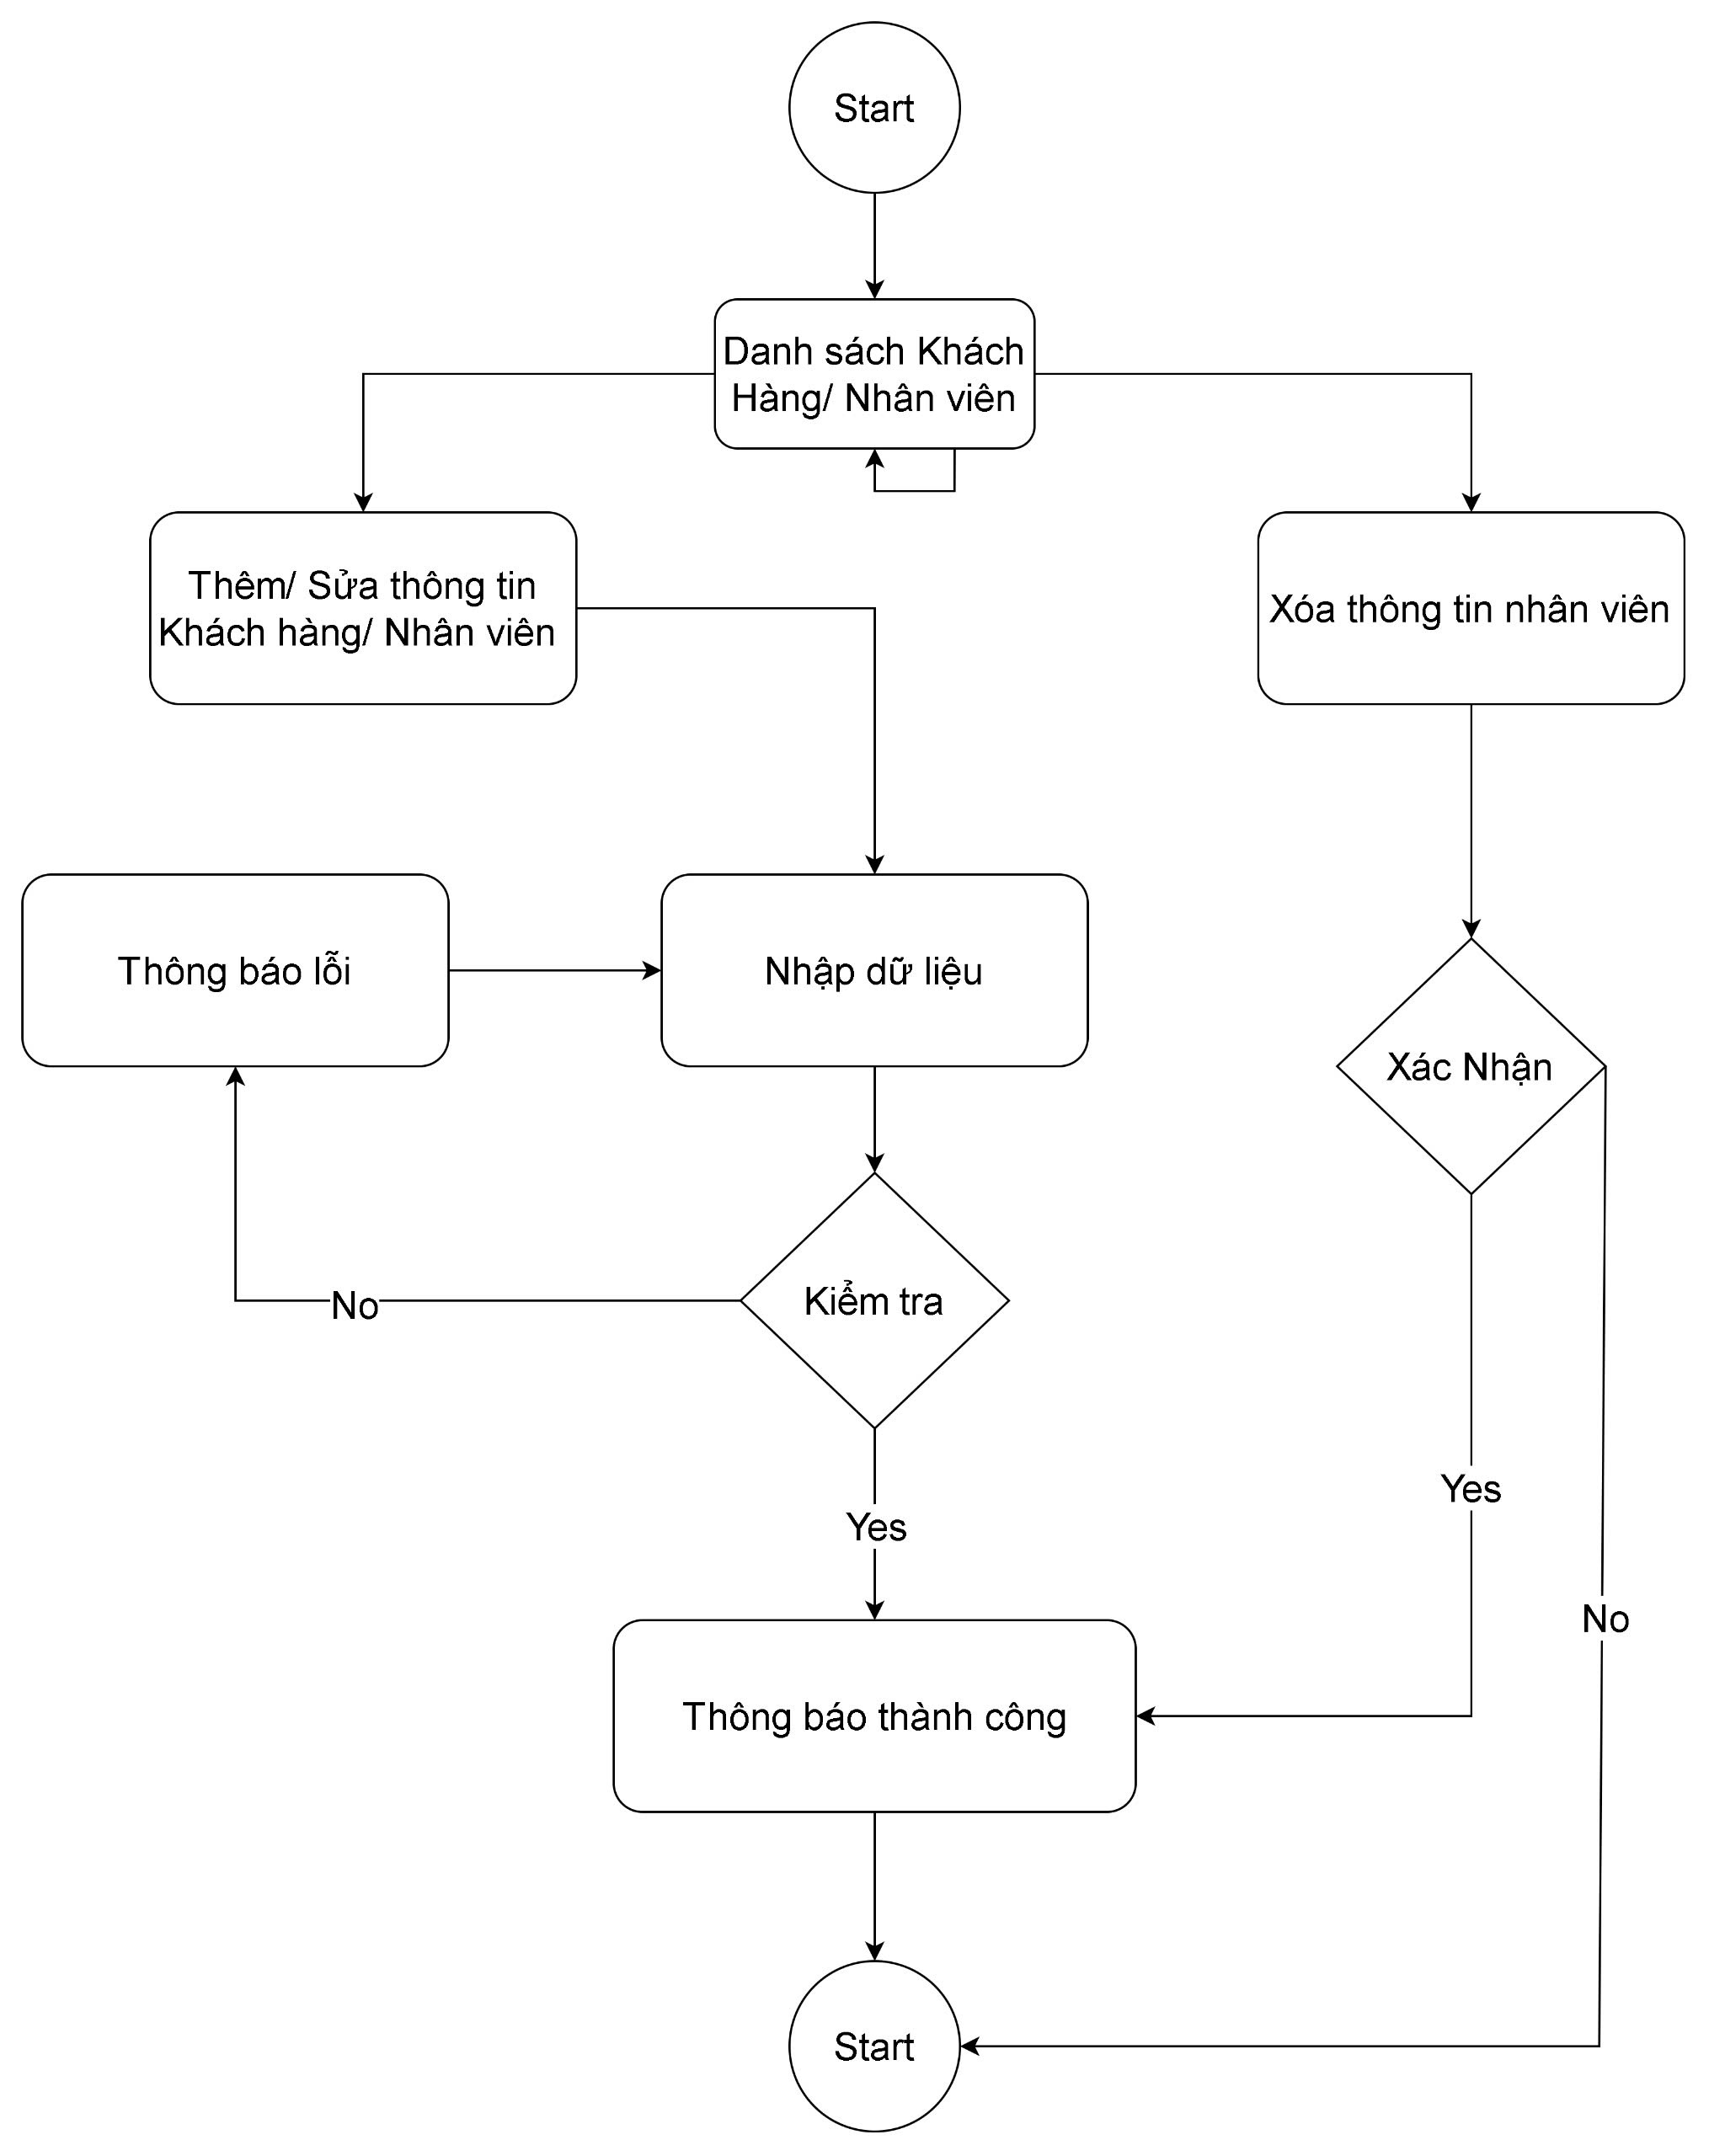 Start
Danh sách Khách
Hàng/ Nhân viên
Thêm/ Sửa thông tin
Khách hàng/ Nhân viên
Xóa thông tin nhân viên
Thông báo lỗi
Nhập dữ liệu
Xác Nhận
Kiểm tra
No
Yes
Yes
No
Thông báo thành công
Start